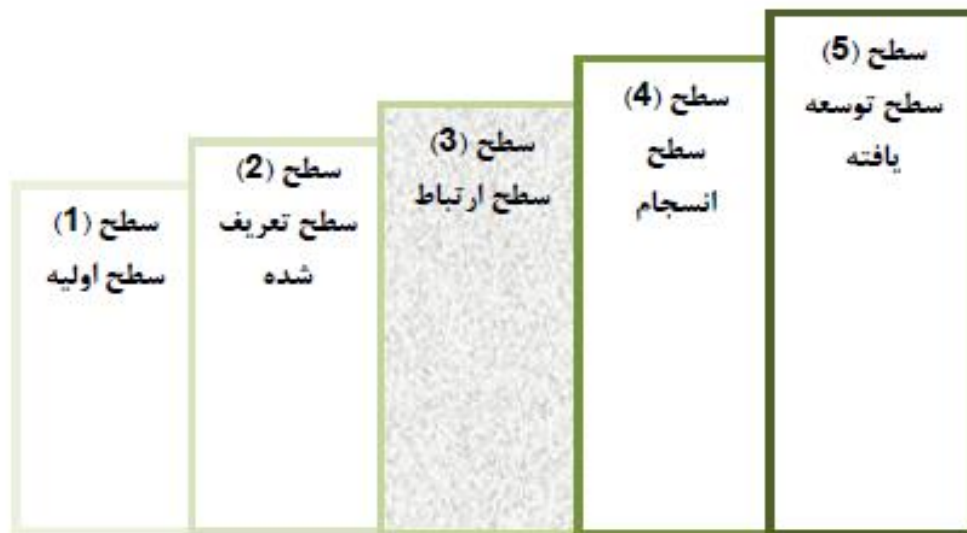 سطح (1)
سطح اولیه
سطح (2)
سطح تعریف
شده
سطح (3)
سطح ارتباط
سطح (4)
سطح
انسجام
سطح (5)
سطح توسعه
یافته